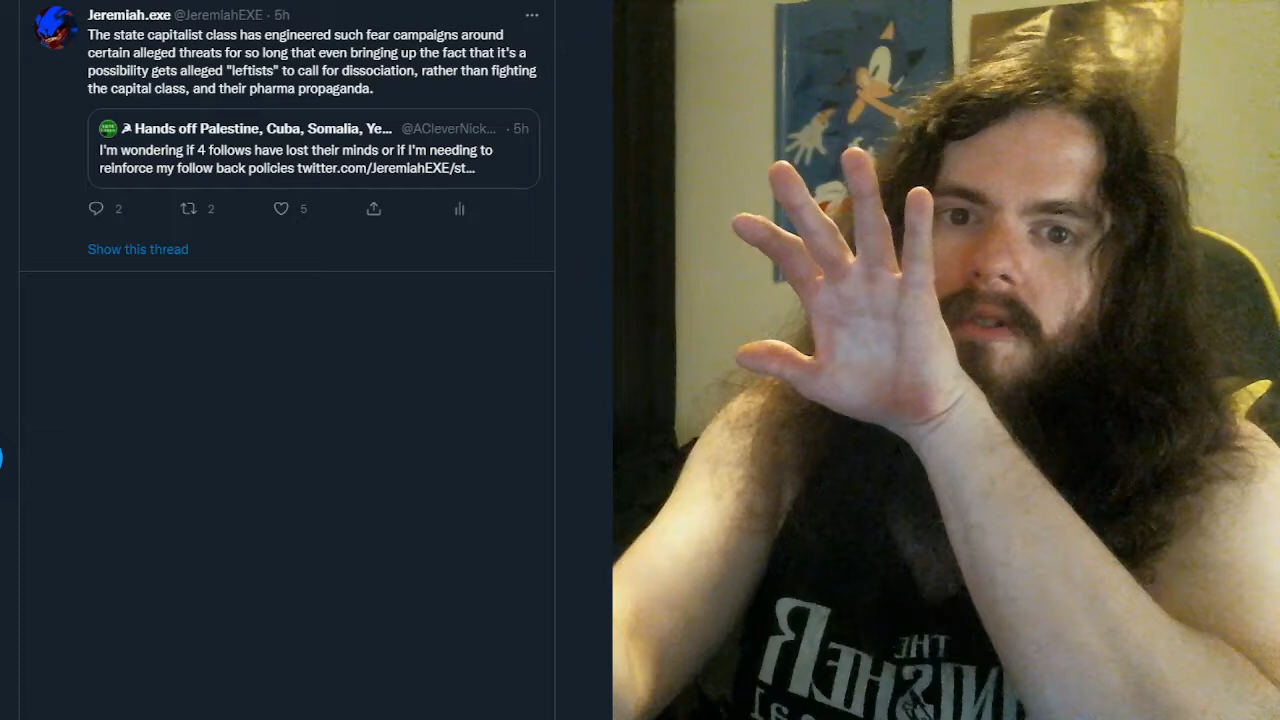 Jeremiah.exe @JeremiahEXE · 5h
The state capitalist class has engineered such fear campaigns around
certain alleged threats for so long that even bringing up the fact that it's a
possibility gets alleged "leftists" to call for dissociation, rather than fighting
the capital class, and their pharma propaganda.
☭ Hands off Palestine, Cuba, Somalia, Ye... @ACleverNick... · 5h
I'm wondering if 4 follows have lost their minds or if I'm needing to
reinforce my follow back policies twitter.com/JeremiahEXE/st...
2 2 5
Show this thread
THE